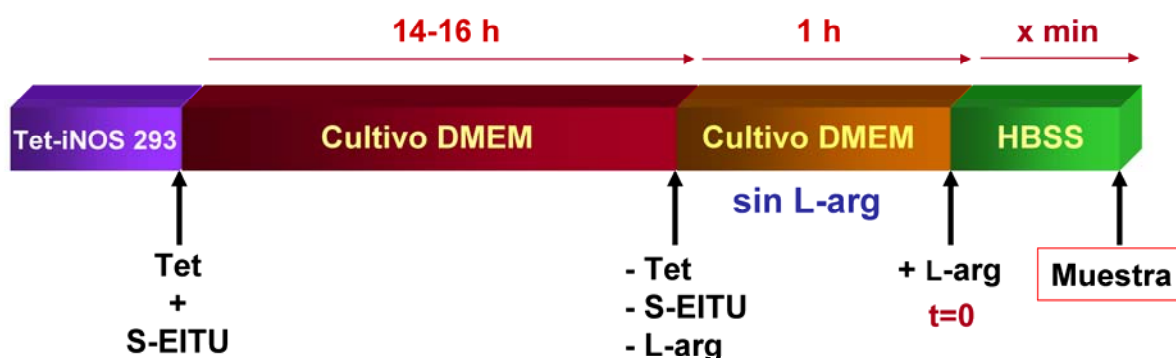 14-16 h
1 h
x min
Tet-iNOS 293
Cultivo DMEM
Cultivo DMEM
HBSS
sin L-arg
Tet
+
S-EITU
- Tet
- S-EITU
- L-arg
+ L-arg
t=0
Muestra